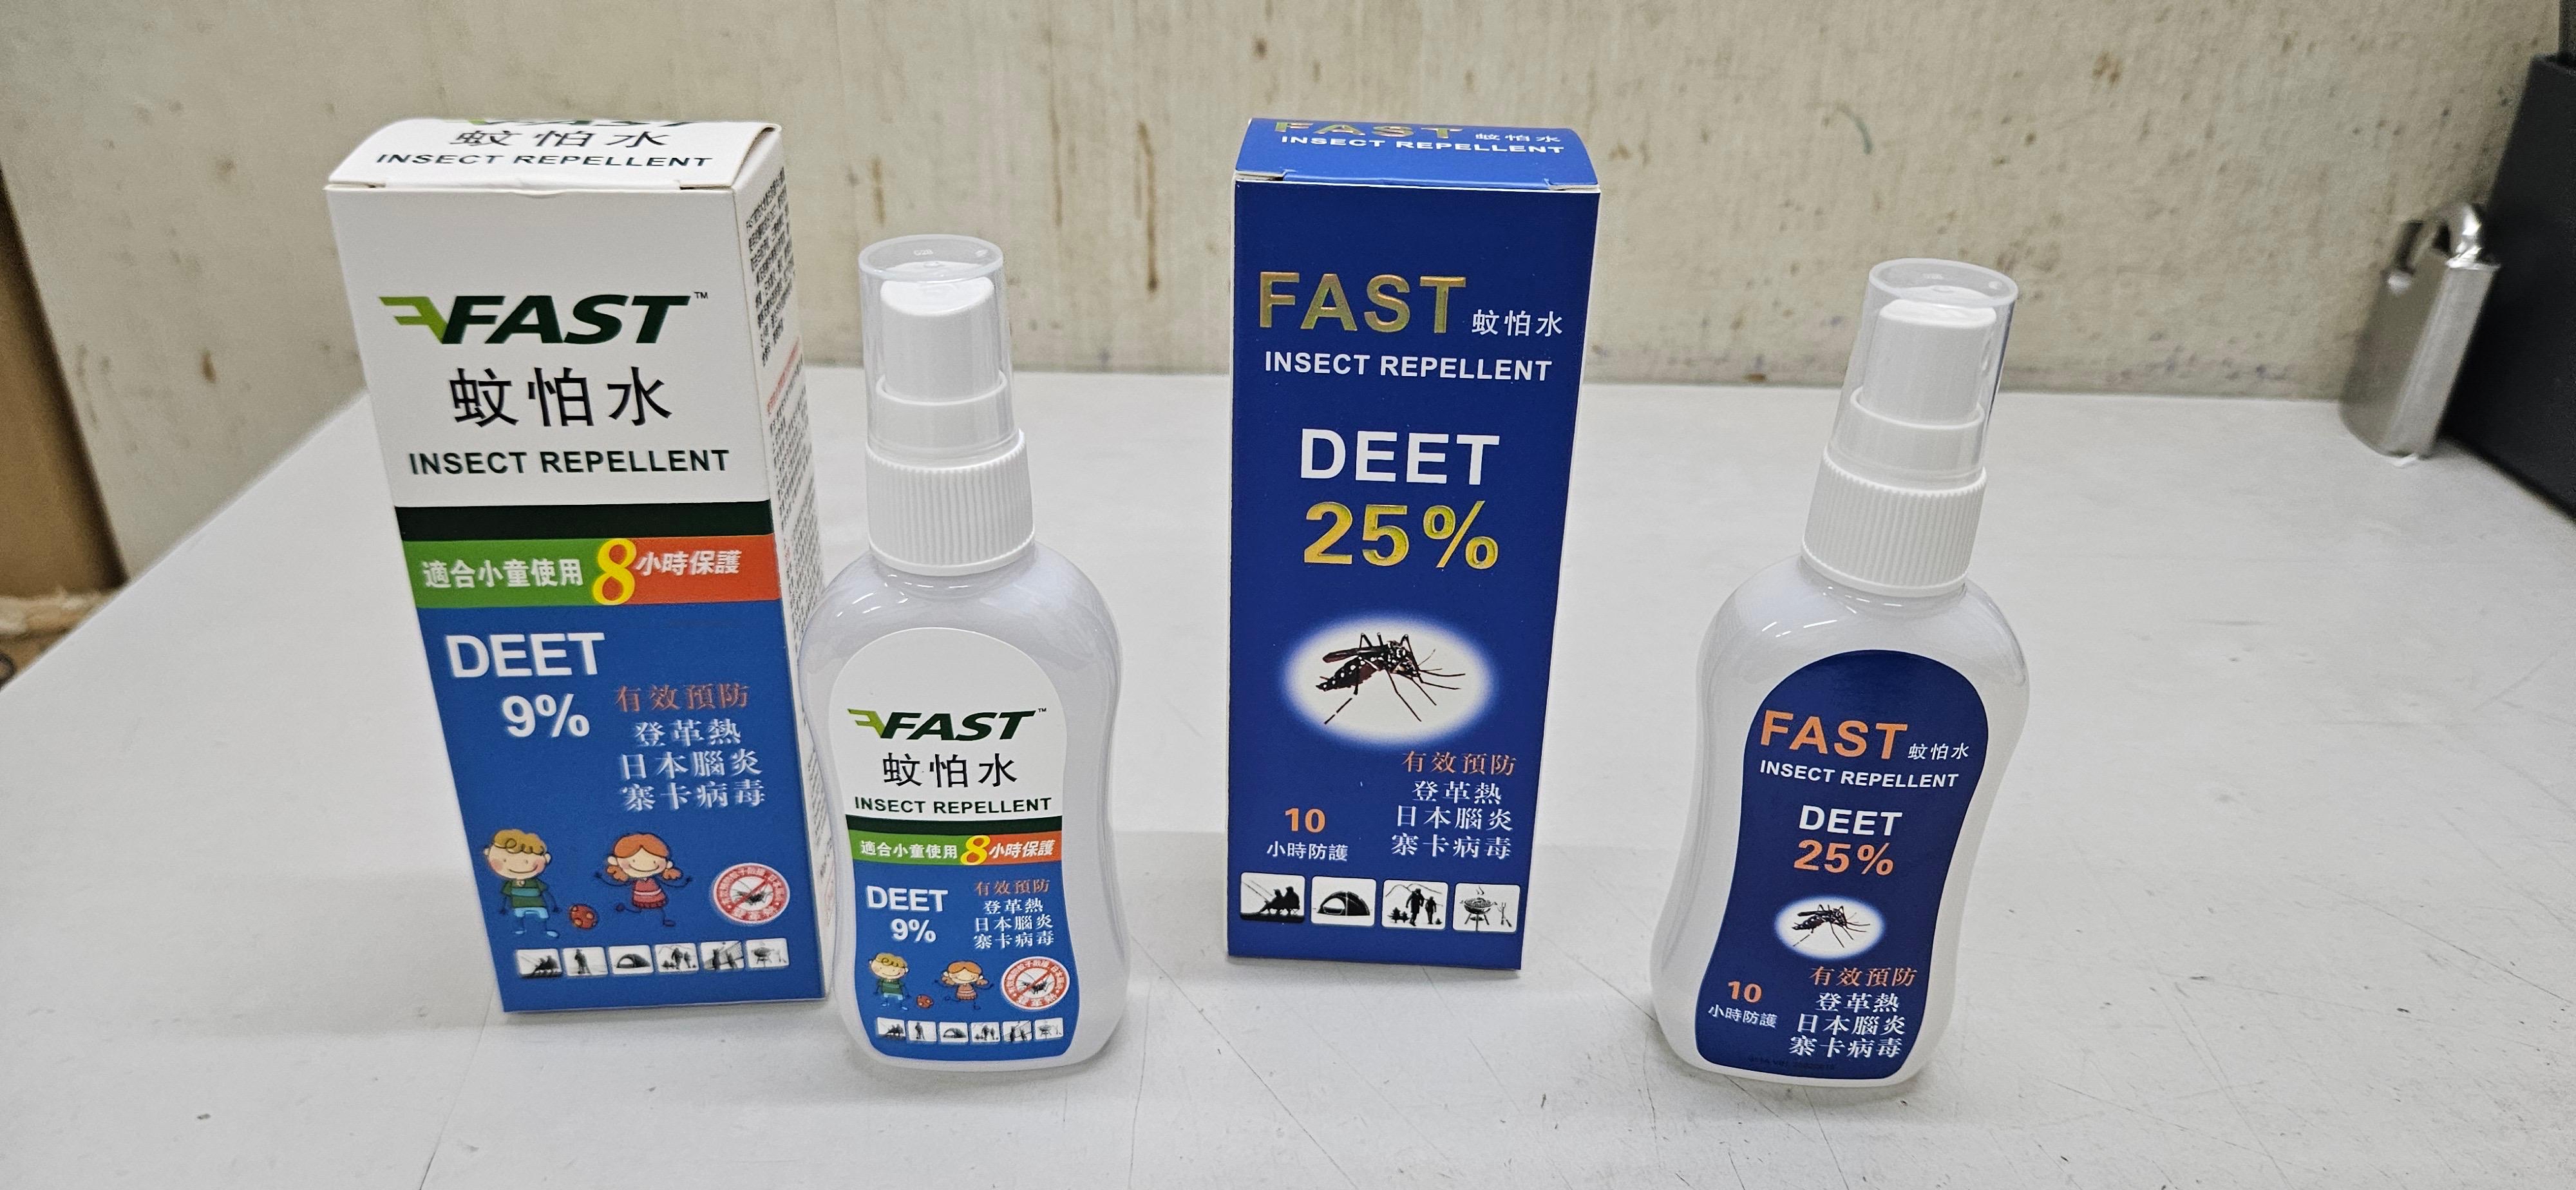 蚊怕水
INSECT REPELLENT
FAST™
蚊怕水
INSECT REPELLENT
適合小童使用 8小時保護
DEET
9%
有效預防
登革熱
日本腦炎
寨卡病毒
FAST™
蚊怕水
INSECT REPELLENT
適合小童使用 8小時保護
DEET
9%
有效預防
登革熱
日本腦炎
寨卡病毒
FAST 蚊怕水
INSECT REPELLENT
FAST 蚊怕水
INSECT REPELLENT
DEET
25%
有效預防
登革熱
日本腦炎
寨卡病毒
10
小時防護
FAST 蚊怕水
INSECT REPELLENT
DEET
25%
有效預防
登革熱
日本腦炎
寨卡病毒
10
小時防護